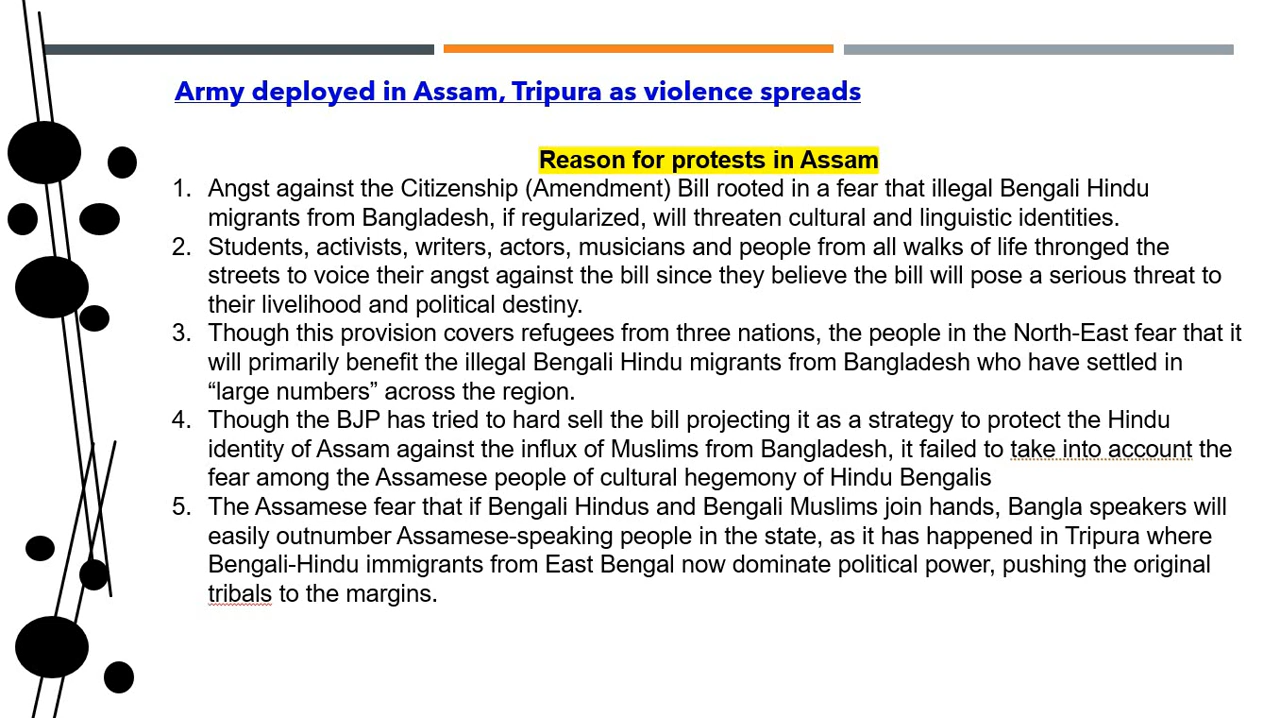 Army deployed in Assam, Tripura as violence spreads
Reason for protests in Assam
1. Angst against the Citizenship (Amendment) Bill rooted in a fear that illegal Bengali Hindu
migrants from Bangladesh, if regularized, will threaten cultural and linguistic identities.
2. Students, activists, writers, actors, musicians and people from all walks of life thronged the
streets to voice their angst against the bill since they believe the bill will pose a serious threat to
their livelihood and political destiny.
3. Though this provision covers refugees from three nations, the people in the North-East fear that it
will primarily benefit the illegal Bengali Hindu migrants from Bangladesh who have settled in
“large numbers” across the region.
4. Though the BJP has tried to hard sell the bill projecting it as a strategy to protect the Hindu
identity of Assam against the influx of Muslims from Bangladesh, it failed to take into account the
fear among the Assamese people of cultural hegemony of Hindu Bengalis
5. The Assamese fear that if Bengali Hindus and Bengali Muslims join hands, Bangla speakers will
easily outnumber Assamese-speaking people in the state, as it has happened in Tripura where
Bengali-Hindu immigrants from East Bengal now dominate political power, pushing the original
tribals to the margins.